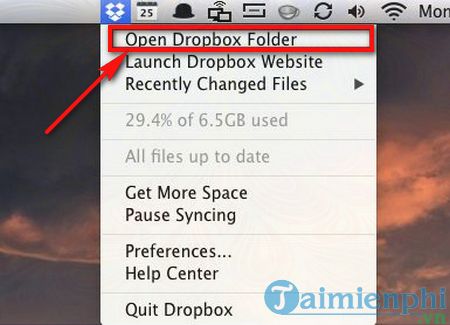 25
Mon
Open Dropbox Folder
Launch Dropbox Website
Recently Changed Files
29.4% of 6.5GB used
All files up to date
Get More Space
Pause Syncing
Preferences...
Help Center
Quit Dropbox
Taimienphi
.vn